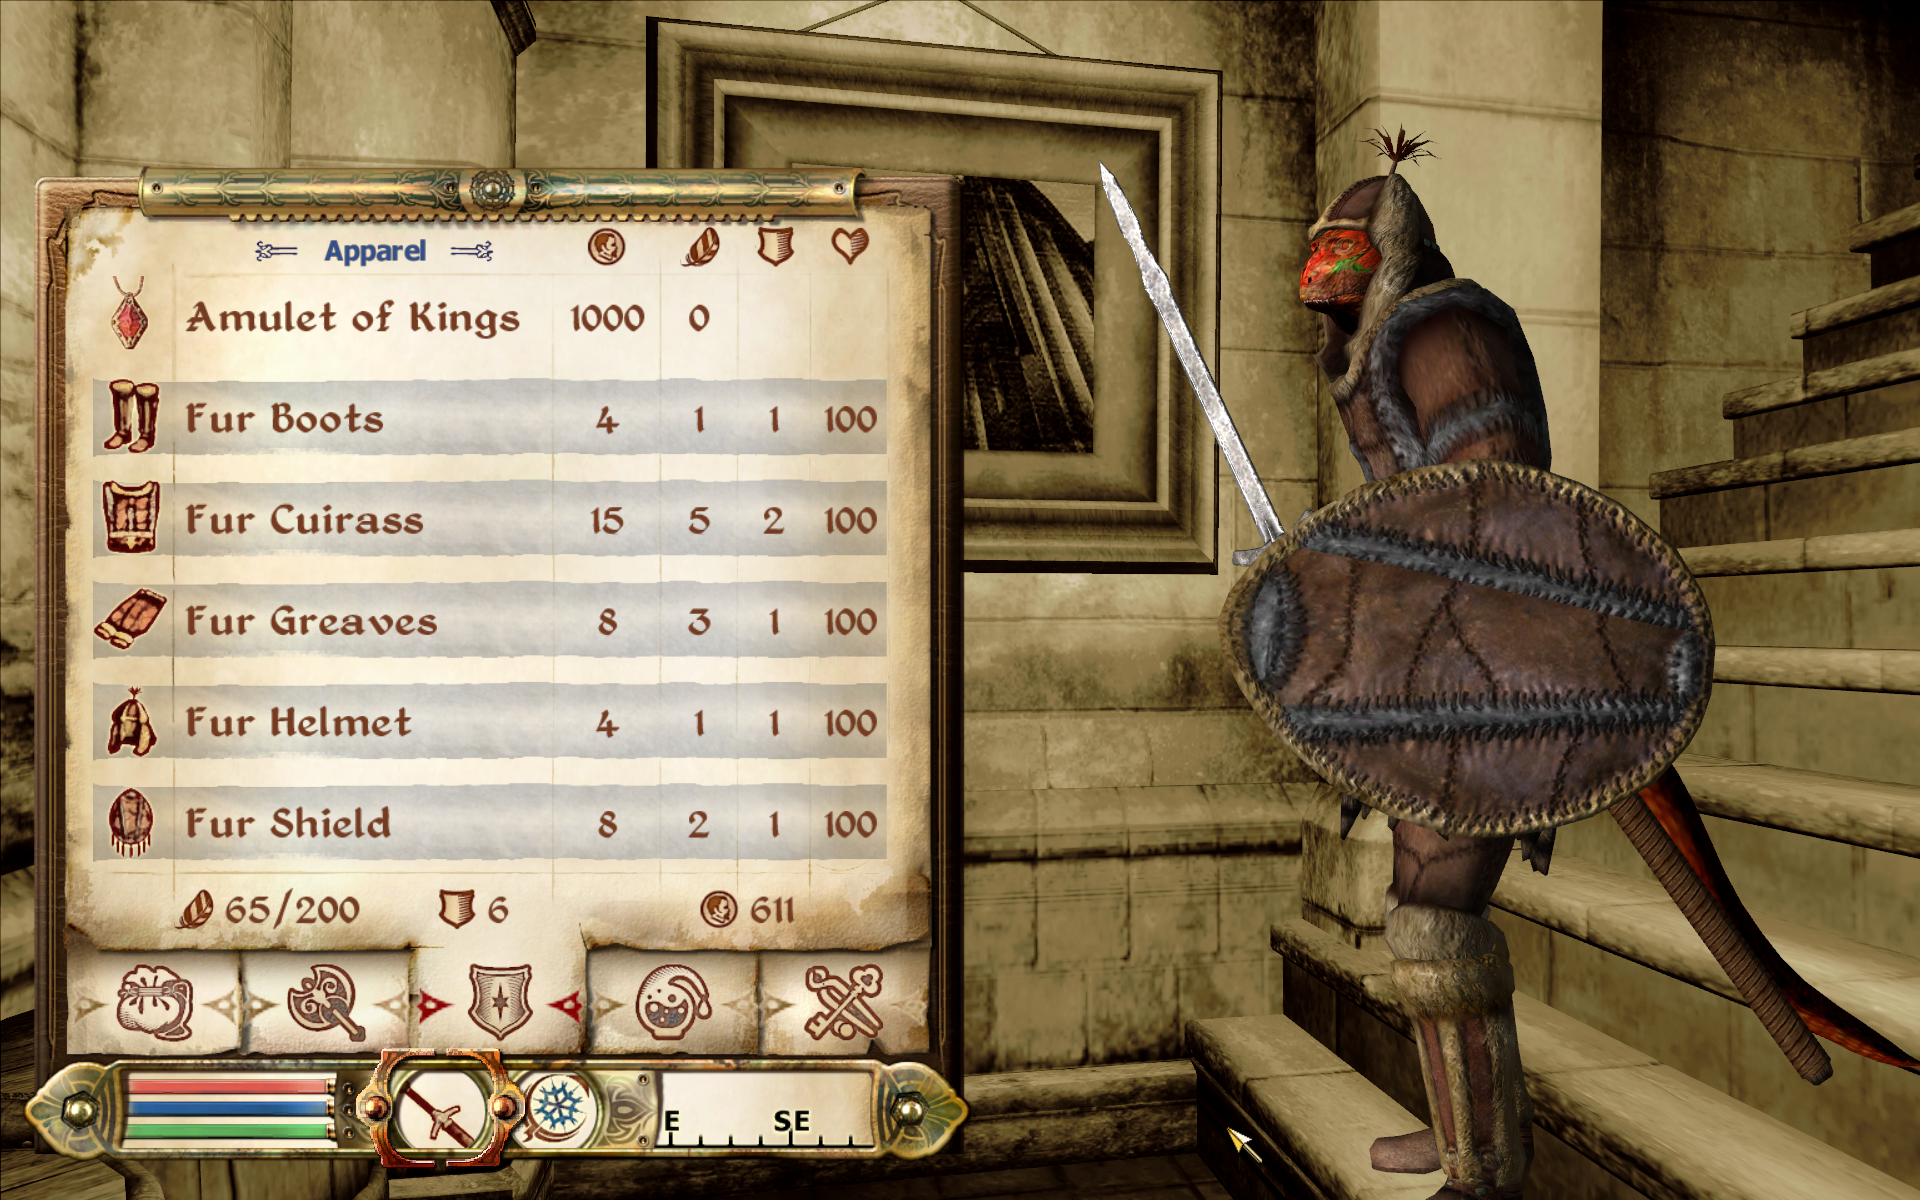 Apparel
Amulet of Kings 1000 0
Fur Boots 4 1 1 100
Fur Cuirass 15 5 2 100
Fur Greaves 8 3 1 100
Fur Helmet 4 1 1 100
Fur Shield 8 2 1 100
65/200 6 611
E SE